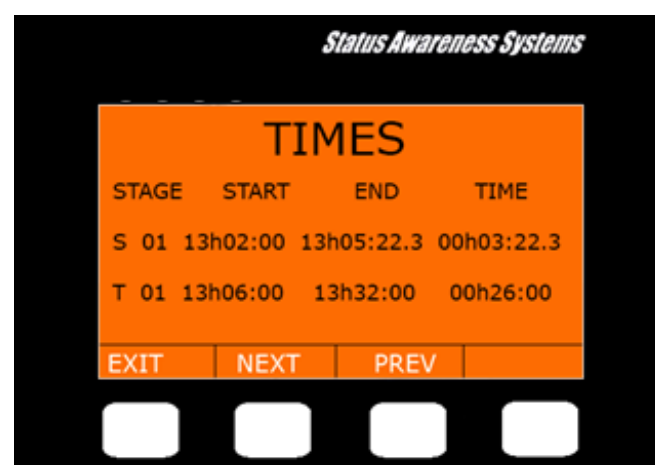 Status Awareness Systems
TIMES
STAGE START END TIME
S 01 13h02:00 13h05:22.3 00h03:22.3
T 01 13h06:00 13h32:00 00h26:00
EXIT NEXT PREV